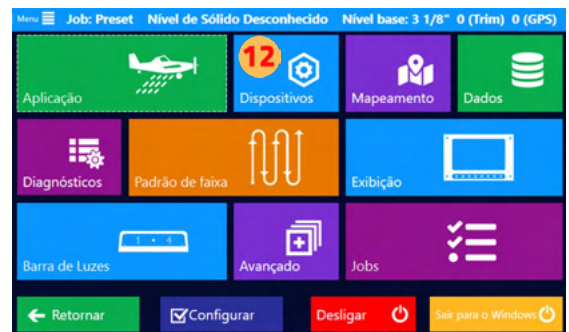 Menu Job: Preset Nível de Sólido Desconhecido Nível base: 3 1/8" 0 (Trim) 0 (GPS)
12
Aplicação Dispositivos Mapeamento Dados
Diagnósticos Padrão de faixa Exibição
1 · 4
Barra de Luzes Avançado Jobs
Retornar Configurar Desligar Sair para o Windows